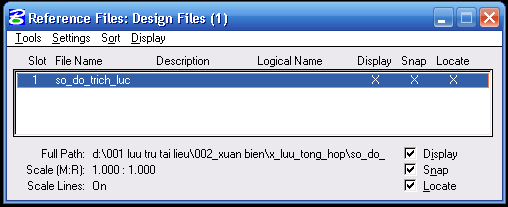 Reference Files: Design Files (1)
Tools Settings Sort Display
Slot File Name Description Logical Name Display Snap Locate
1 so_do_trich_luc X X X
Full Path: d:\001 luu tru tai lieu\002_xuan bien\x_luu_tong_hop\so_do_ Display
Scale (M:R): 1.000 : 1.000 Snap
Scale Lines: On Locate